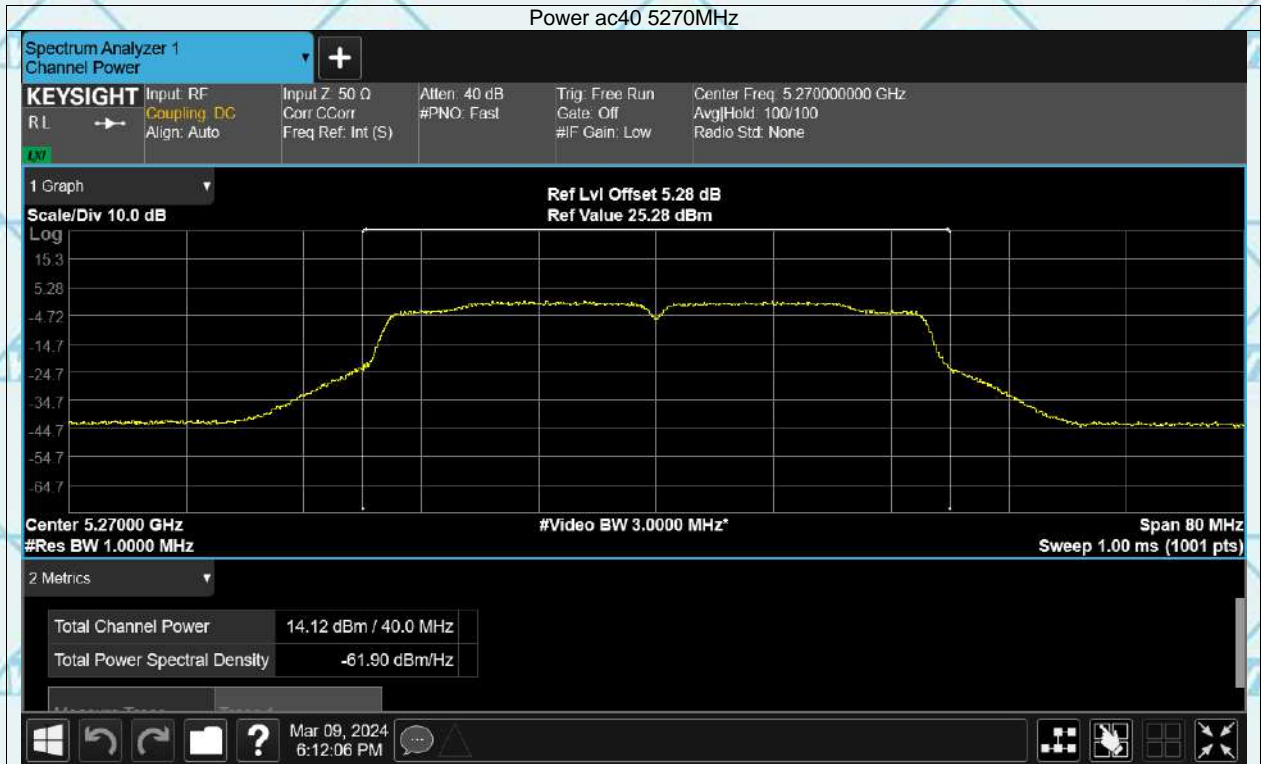 Power ac40 5270MHz
Spectrum Analyzer 1
Channel Power
+
KEYSIGHT
R L
LXI
Input: RF
Coupling: DC
Align: Auto
Input Z: 50 Ω
Corr CCorr
Freq Ref: Int (S)
Atten: 40 dB
#PNO: Fast
Trig: Free Run
Gate: Off
#IF Gain: Low
Center Freq: 5.270000000 GHz
Avg|Hold: 100/100
Radio Std: None
1 Graph
Scale/Div 10.0 dB
Ref Lvl Offset 5.28 dB
Ref Value 25.28 dBm
Log
15.3
5.28
-4.72
-14.7
-24.7
-34.7
-44.7
-54.7
-64.7
Center 5.27000 GHz
#Video BW 3.0000 MHz*
Span 80 MHz
#Res BW 1.0000 MHz
Sweep 1.00 ms (1001 pts)
2 Metrics
Total Channel Power 14.12 dBm / 40.0 MHz
Total Power Spectral Density -61.90 dBm/Hz
?
Mar 09, 2024
6:12:06 PM